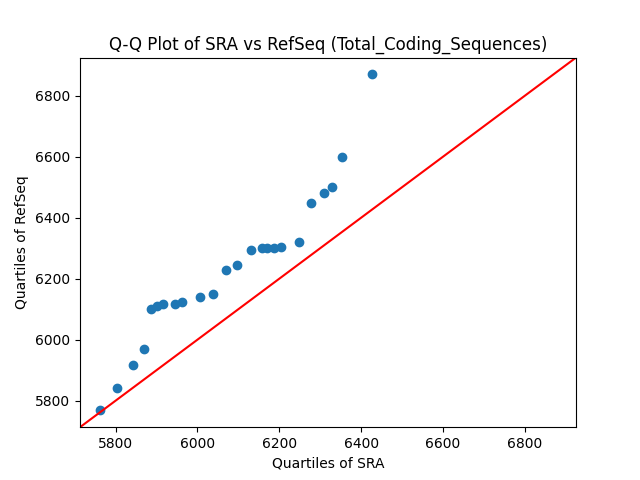 Q-Q Plot of SRA vs RefSeq (Total_Coding_Sequences)
Quartiles of RefSeq
6800
6600
6400
6200
6000
5800
5800 6000 6200 6400 6600 6800
Quartiles of SRA